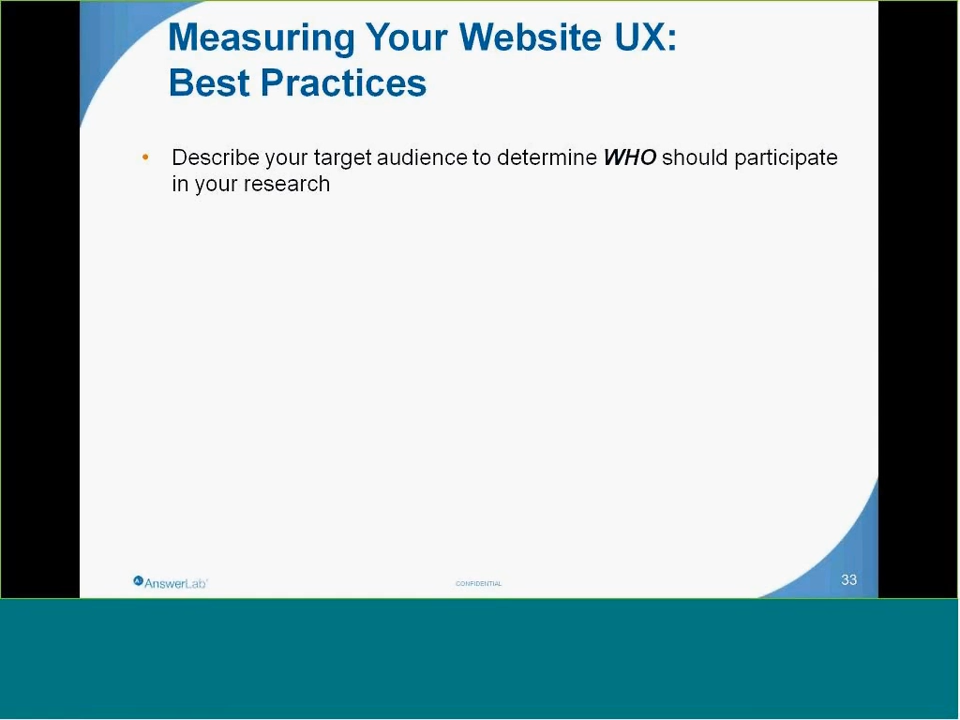 Measuring Your Website UX:
Best Practices
• Describe your target audience to determine WHO should participate
in your research
AnswerLab
CONFIDENTIAL
33